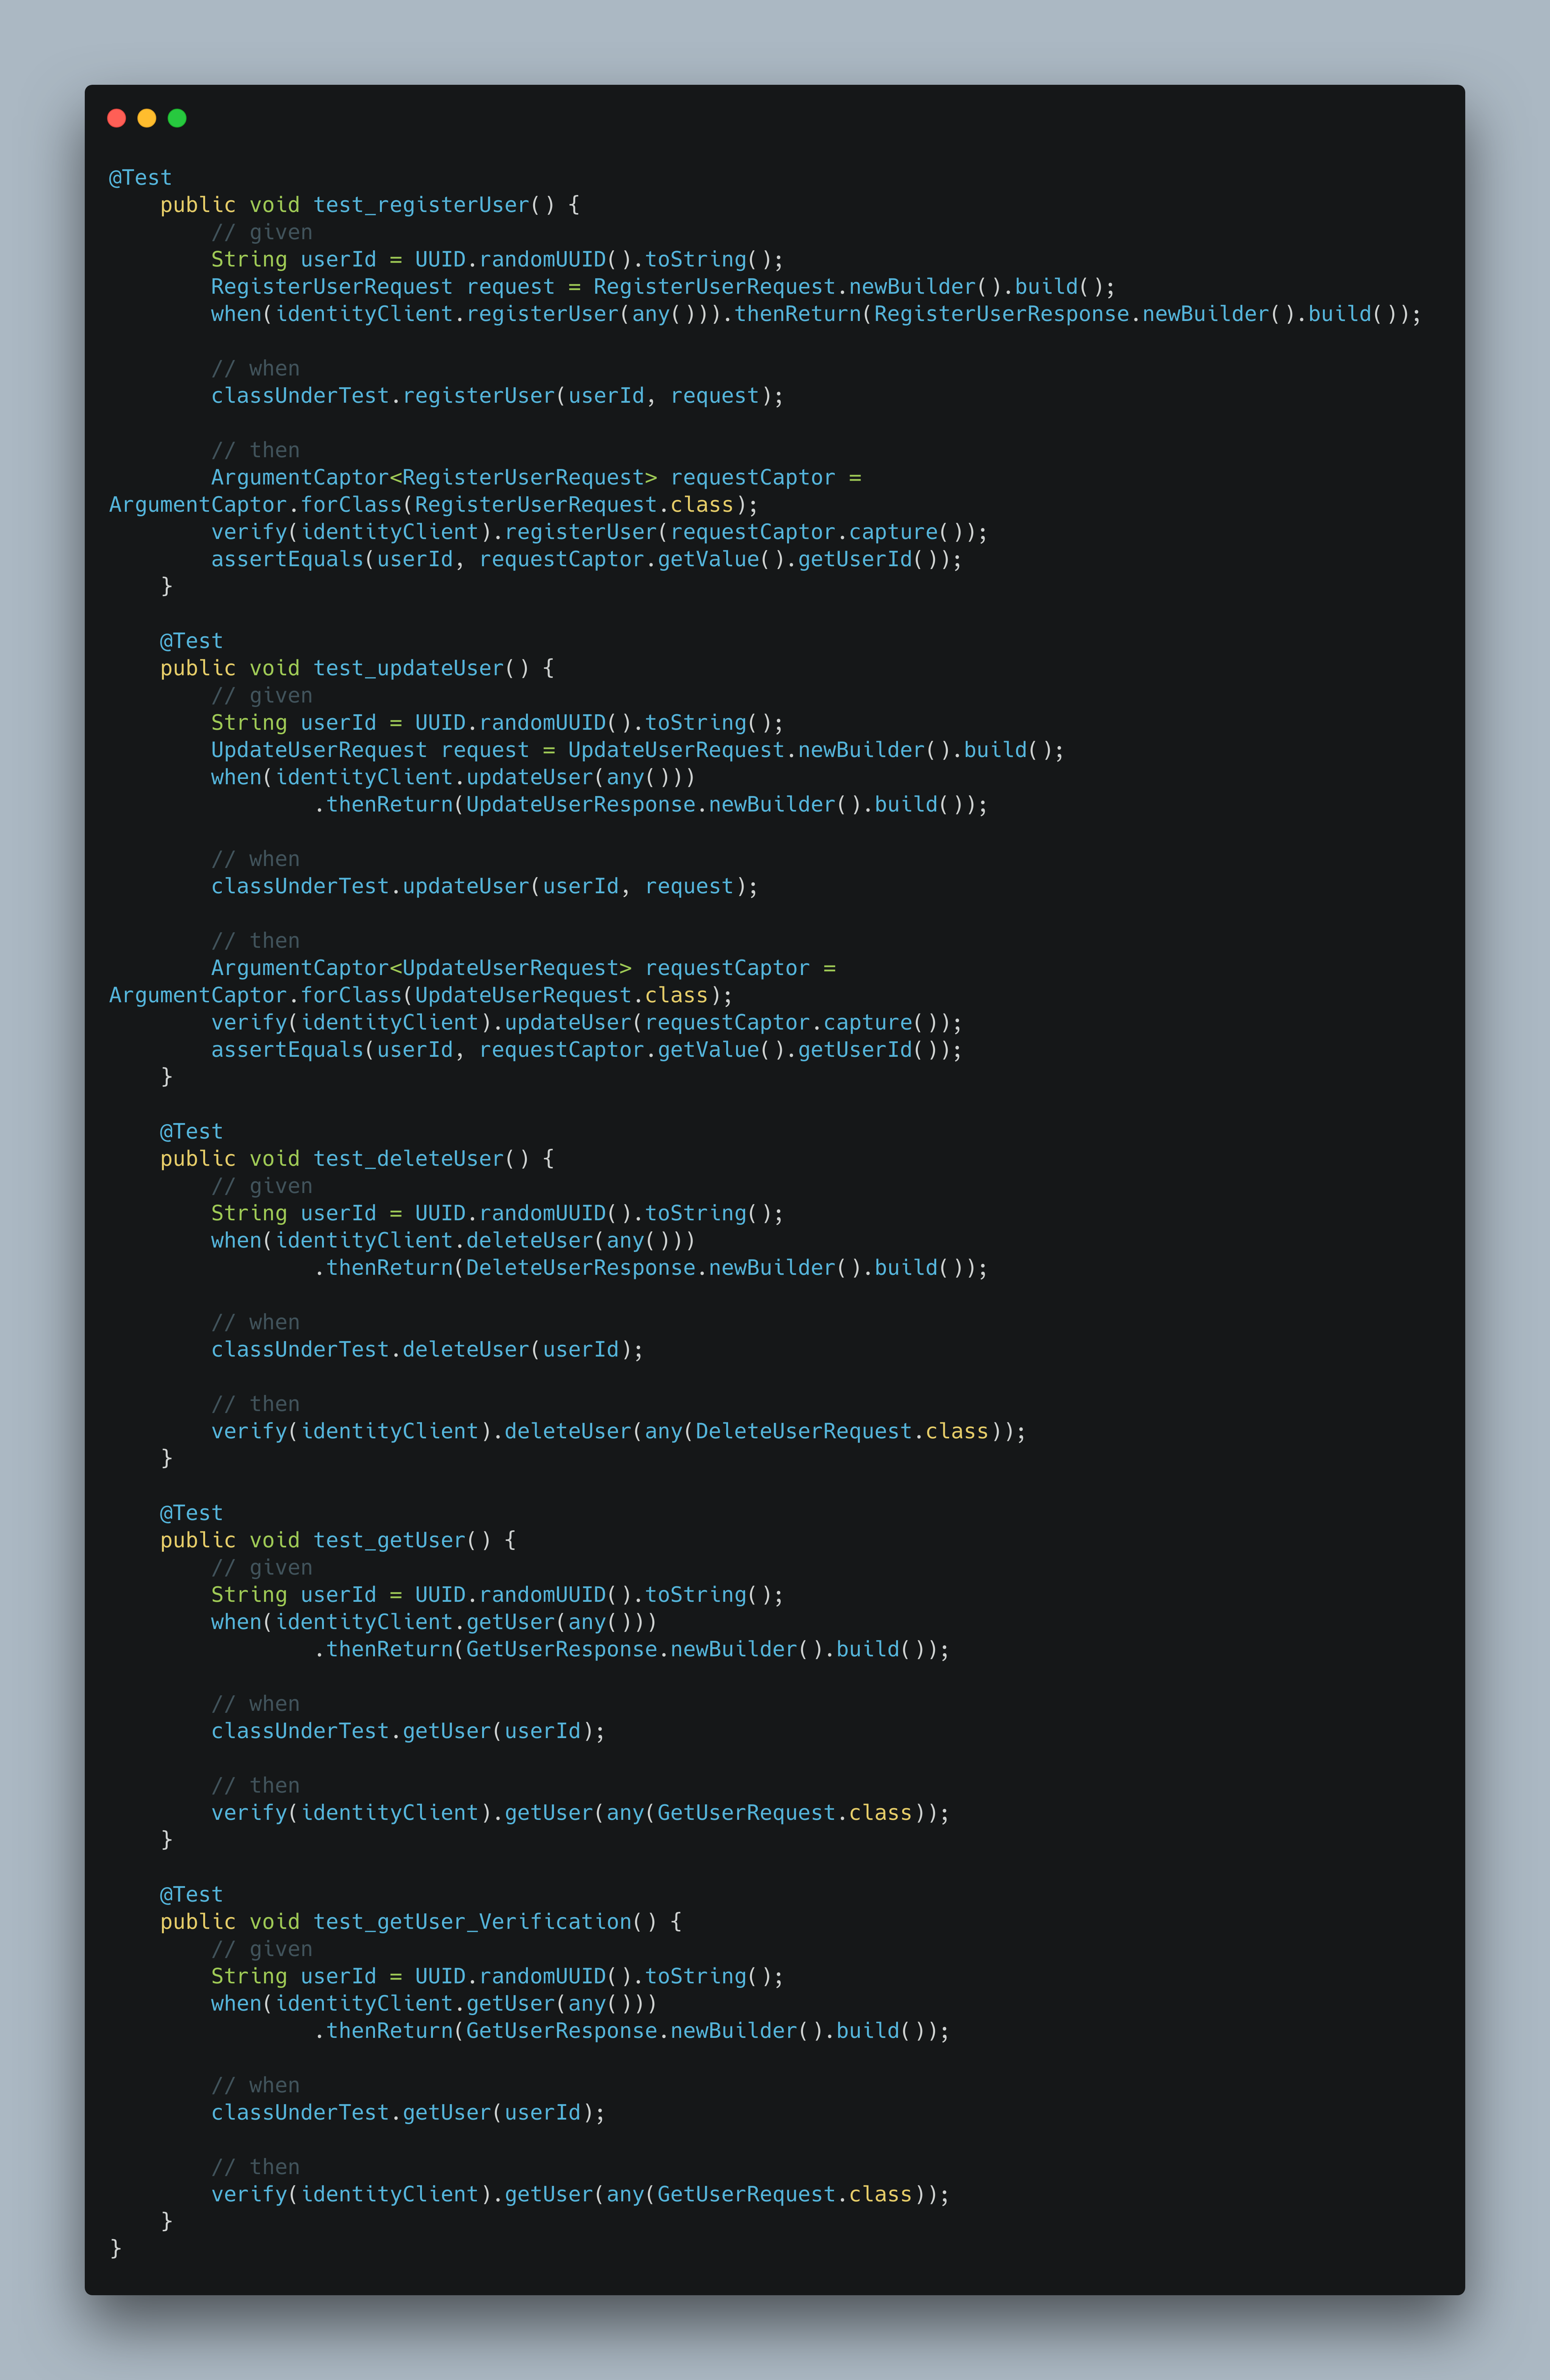 @Test
    public void test_registerUser() {
        // given
        String userId = UUID.randomUUID().toString();
        RegisterUserRequest request = RegisterUserRequest.newBuilder().build();
        when(identityClient.registerUser(any())).thenReturn(RegisterUserResponse.newBuilder().build());

        // when
        classUnderTest.registerUser(userId, request);

        // then
        ArgumentCaptor<RegisterUserRequest> requestCaptor =
ArgumentCaptor.forClass(RegisterUserRequest.class);
        verify(identityClient).registerUser(requestCaptor.capture());
        assertEquals(userId, requestCaptor.getValue().getUserId());
    }

    @Test
    public void test_updateUser() {
        // given
        String userId = UUID.randomUUID().toString();
        UpdateUserRequest request = UpdateUserRequest.newBuilder().build();
        when(identityClient.updateUser(any()))
                .thenReturn(UpdateUserResponse.newBuilder().build());

        // when
        classUnderTest.updateUser(userId, request);

        // then
        ArgumentCaptor<UpdateUserRequest> requestCaptor =
ArgumentCaptor.forClass(UpdateUserRequest.class);
        verify(identityClient).updateUser(requestCaptor.capture());
        assertEquals(userId, requestCaptor.getValue().getUserId());
    }

    @Test
    public void test_deleteUser() {
        // given
        String userId = UUID.randomUUID().toString();
        when(identityClient.deleteUser(any()))
                .thenReturn(DeleteUserResponse.newBuilder().build());

        // when
        classUnderTest.deleteUser(userId);

        // then
        verify(identityClient).deleteUser(any(DeleteUserRequest.class));
    }

    @Test
    public void test_getUser() {
        // given
        String userId = UUID.randomUUID().toString();
        when(identityClient.getUser(any()))
                .thenReturn(GetUserResponse.newBuilder().build());

        // when
        classUnderTest.getUser(userId);

        // then
        verify(identityClient).getUser(any(GetUserRequest.class));
    }

    @Test
    public void test_getUser_Verification() {
        // given
        String userId = UUID.randomUUID().toString();
        when(identityClient.getUser(any()))
                .thenReturn(GetUserResponse.newBuilder().build());

        // when
        classUnderTest.getUser(userId);

        // then
        verify(identityClient).getUser(any(GetUserRequest.class));
    }
}